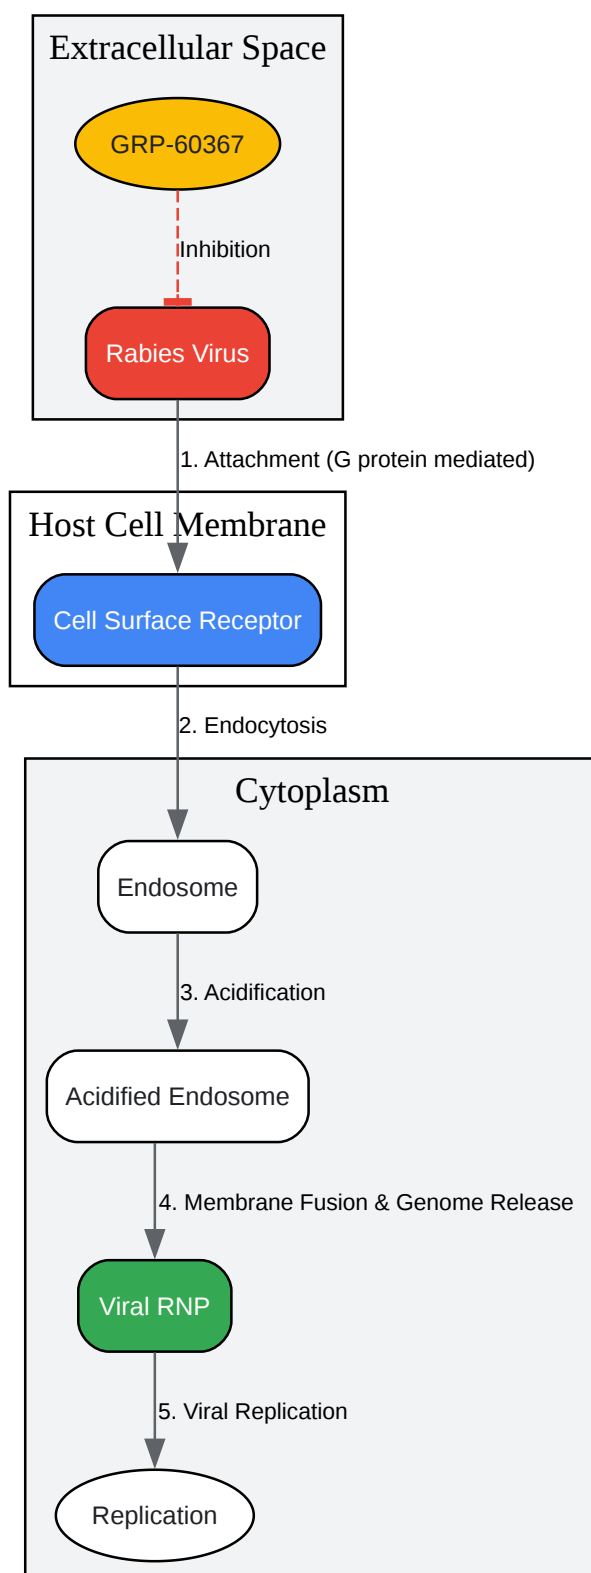 Extracellular Space
GRP-60367
Inhibition
Rabies Virus
1. Attachment (G protein mediated)
Host Cell Membrane
Cell Surface Receptor
2. Endocytosis
Cytoplasm
Endosome
3. Acidification
Acidified Endosome
4. Membrane Fusion & Genome Release
Viral RNP
5. Viral Replication
Replication